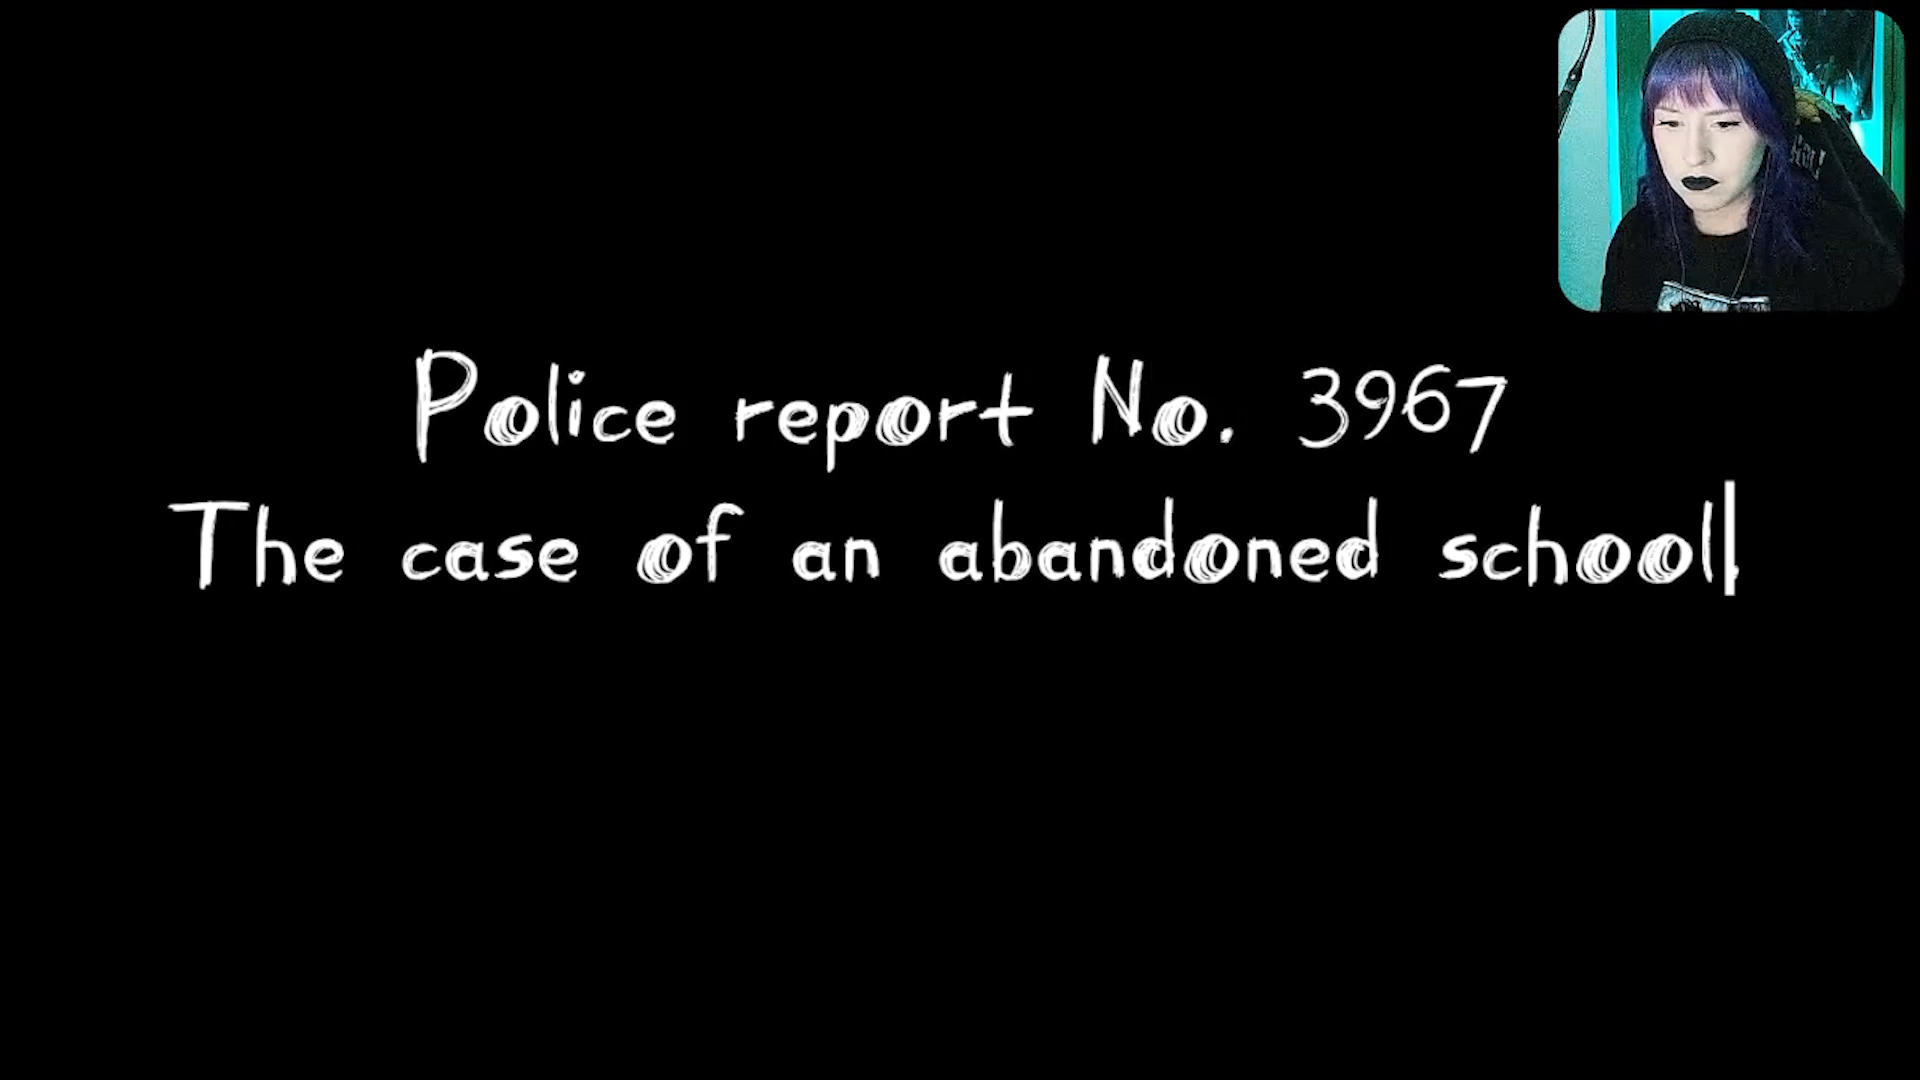 Police report No. 3967
The case of an abandoned school.